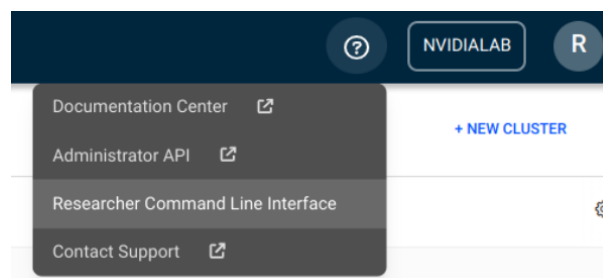 ? NVIDIALAB R
Documentation Center
+ NEW CLUSTER
Administrator API
Researcher Command Line Interface
Contact Support